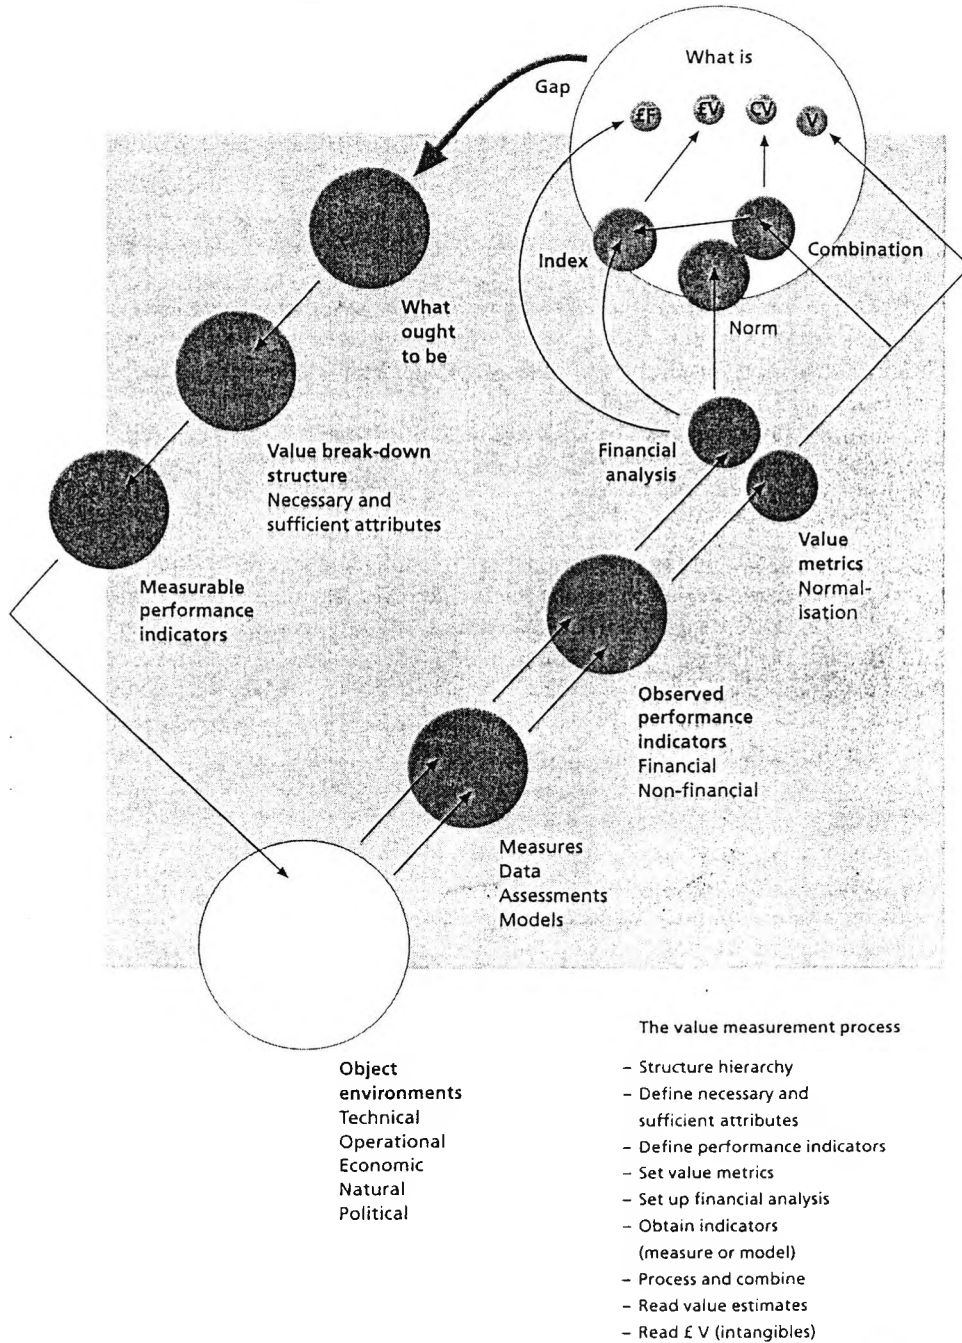 What is
Gap
£F
£V
CV
V
Index
Combination
Norm
What
ought
to be
Value break-down
structure
Necessary and
sufficient attributes
Financial
analysis
Measurable
performance
indicators
Value
metrics
Normal-
isation
Observed
performance
indicators
Financial
Non-financial
Measures
Data
Assessments
Models
Object
environments
Technical
Operational
Economic
Natural
Political
The value measurement process
– Structure hierarchy
– Define necessary and
sufficient attributes
– Define performance indicators
– Set value metrics
– Set up financial analysis
– Obtain indicators
(measure or model)
– Process and combine
– Read value estimates
– Read £ V (intangibles)